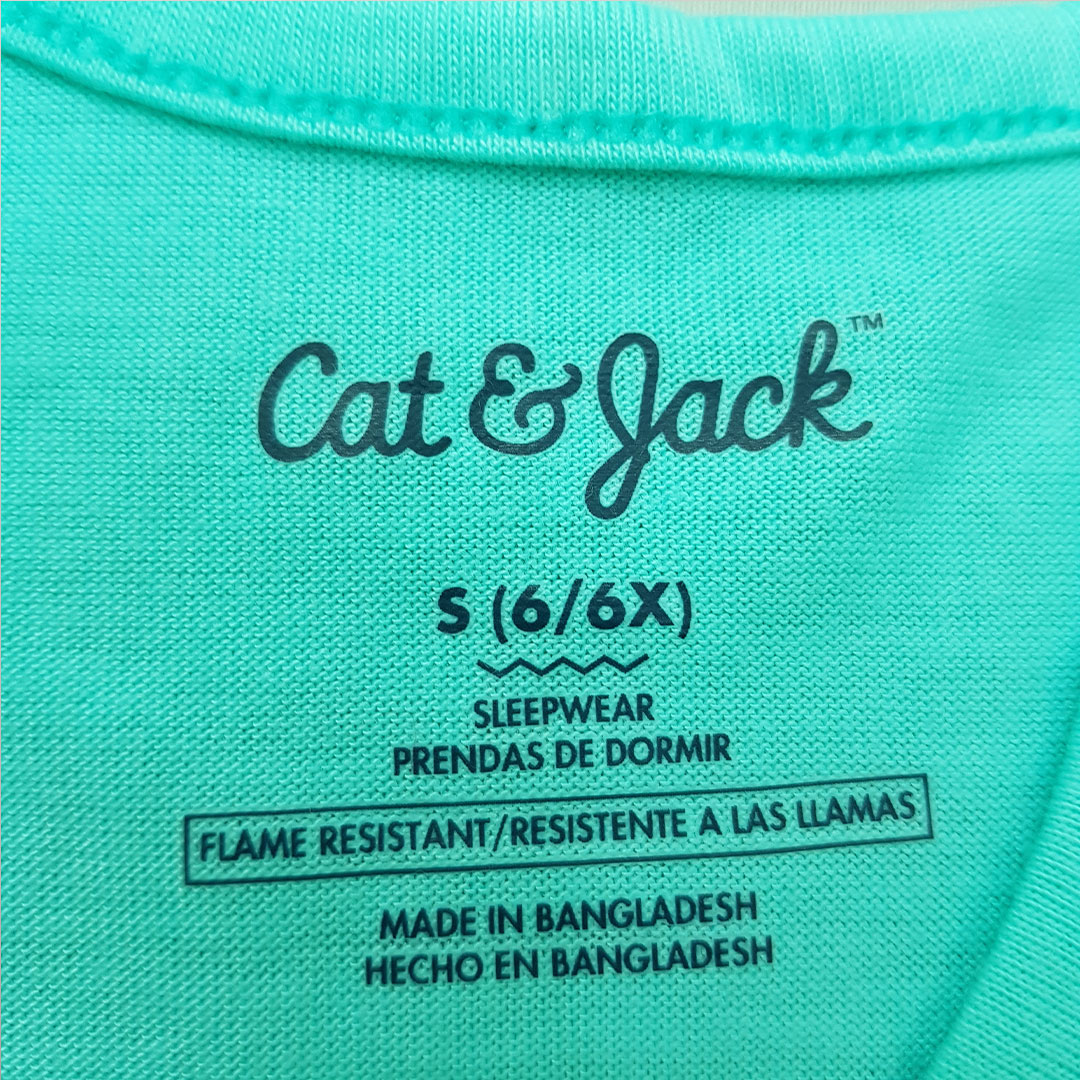 Cat & Jack™
S (6/6X)
SLEEPWEAR
PRENDAS DE DORMIR
FLAME RESISTANT/RESISTENTE A LAS LLAMAS
MADE IN BANGLADESH
HECHO EN BANGLADESH